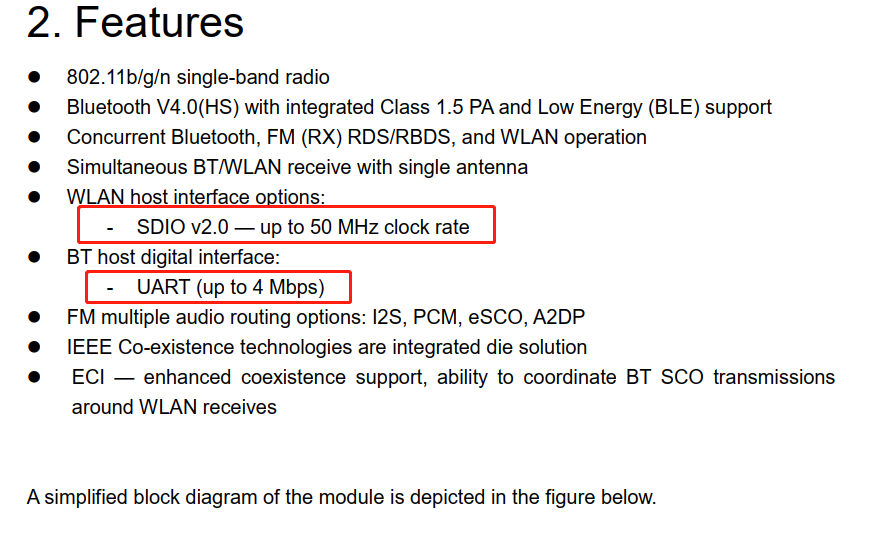 2. Features
● 802.11b/g/n single-band radio
● Bluetooth V4.0(HS) with integrated Class 1.5 PA and Low Energy (BLE) support
● Concurrent Bluetooth, FM (RX) RDS/RBDS, and WLAN operation
● Simultaneous BT/WLAN receive with single antenna
● WLAN host interface options:
- SDIO v2.0 — up to 50 MHz clock rate
● BT host digital interface:
- UART (up to 4 Mbps)
● FM multiple audio routing options: I2S, PCM, eSCO, A2DP
● IEEE Co-existence technologies are integrated die solution
● ECI — enhanced coexistence support, ability to coordinate BT SCO transmissions
around WLAN receives
A simplified block diagram of the module is depicted in the figure below.